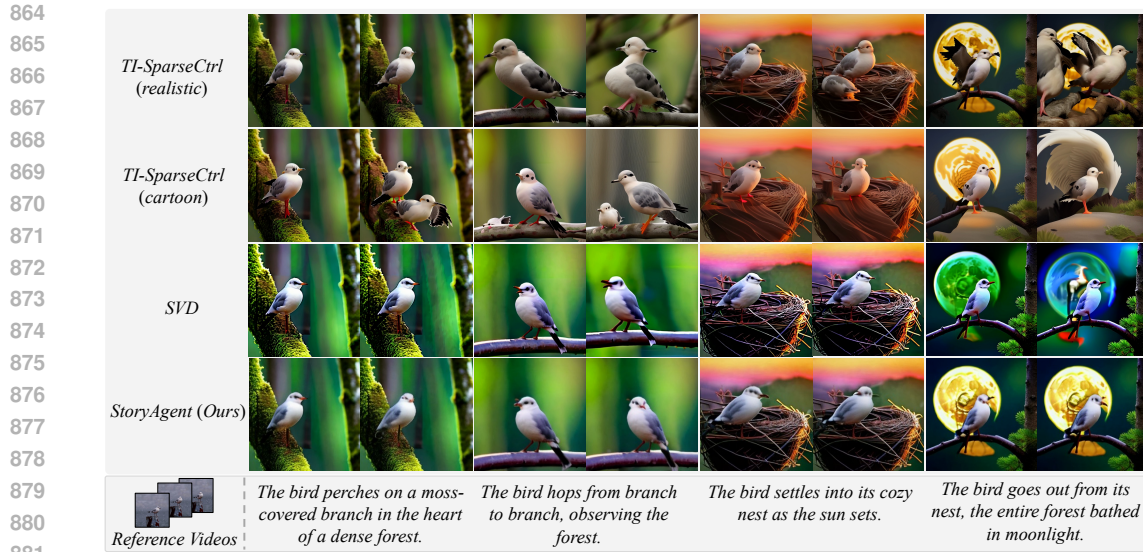 864
865
866
867
868
869
870
871
872
873
874
875
876
877
878
879
880
TI-SparseCtrl
(realistic)
TI-SparseCtrl
(cartoon)
SVD
StoryAgent (Ours)
Reference Videos
The bird perches on a moss-
covered branch in the heart
of a dense forest.
The bird hops from branch
to branch, observing the
forest.
The bird settles into its cozy
nest as the sun sets.
The bird goes out from its
nest, the entire forest bathed
in moonlight.